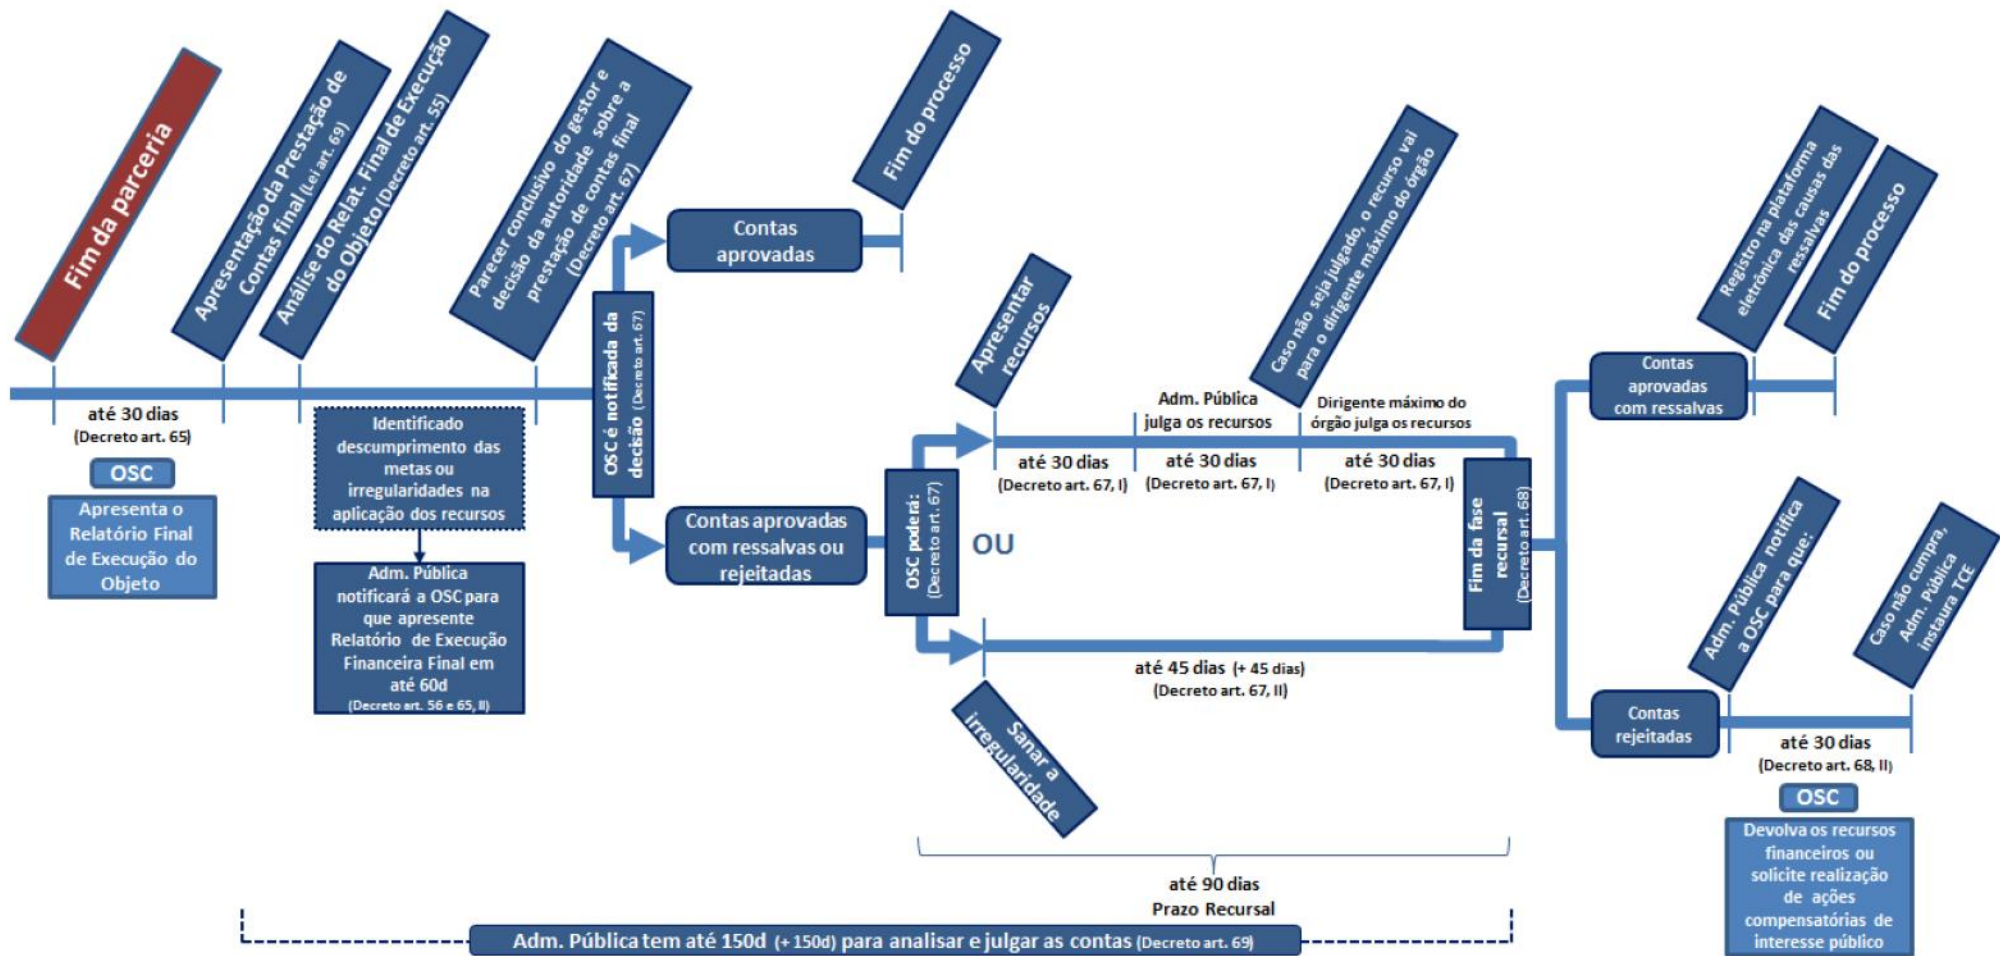 Fim da parceria
Apresentação da Prestação de
Contas final (Lei art. 69)
Análise do Relat. Final de Execução
do Objeto (Decreto art. 55)
Parecer conclusivo do gestor e
decisão da autoridade sobre a
prestação de contas final
(Decreto art. 67)
até 30 dias
(Decreto art. 65)
OSC
Apresenta o
Relatório Final
de Execução do
Objeto
Identificado
descumprimento das
metas ou
irregularidades na
aplicação dos recursos
Adm. Pública
notificará a OSC para
que apresente
Relatório de Execução
Financeira Final em
até 60d
(Decreto art. 56 e 65, II)
OSC é notificada da
decisão (Decreto art. 67)
Contas
aprovadas
Fim do processo
Contas aprovadas
com ressalvas ou
rejeitadas
OSC poderá:
(Decreto art. 67)
OU
Apresentar
recursos
até 30 dias
(Decreto art. 67, I)
Adm. Pública
julga os recursos
até 30 dias
(Decreto art. 67, I)
Caso não seja julgado, o recurso vai
para o dirigente máximo do órgão
Dirigente máximo do
órgão julga os recursos
até 30 dias
(Decreto art. 67, I)
Sanar a
irregularidade
até 45 dias (+ 45 dias)
(Decreto art. 67, II)
Fim da fase
recursal
(Decreto art. 68)
até 90 dias
Prazo Recursal
Adm. Pública tem até 150d (+ 150d) para analisar e julgar as contas (Decreto art. 69)
Contas
aprovadas
com ressalvas
Registro na plataforma
eletrônica das causas das
ressalvas
Fim do processo
Contas
rejeitadas
Adm. Pública notifica
a OSC para que:
até 30 dias
(Decreto art. 68, II)
Caso não cumpra,
Adm. Pública
instaura TCE
OSC
Devolva os recursos
financeiros ou
solicite realização
de ações
compensatórias de
interesse público